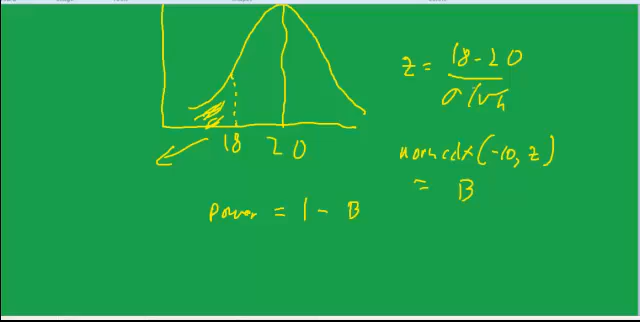 z = 18 - 20 / σ/√n
normcdf(-10, z)
= B
18 20
power = 1 - B